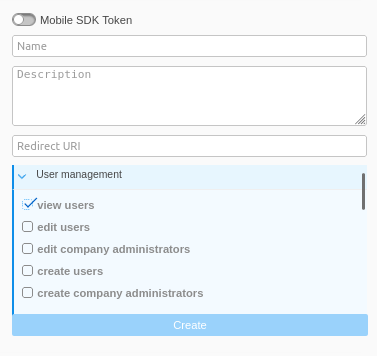 Mobile SDK Token
Name
Description
Redirect URI
User management
view users
edit users
edit company administrators
create users
create company administrators
Create